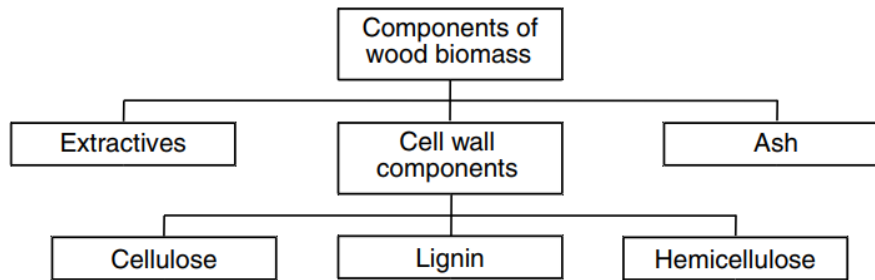 Components of
wood biomass
Extractives
Cell wall
components
Ash
Cellulose
Lignin
Hemicellulose